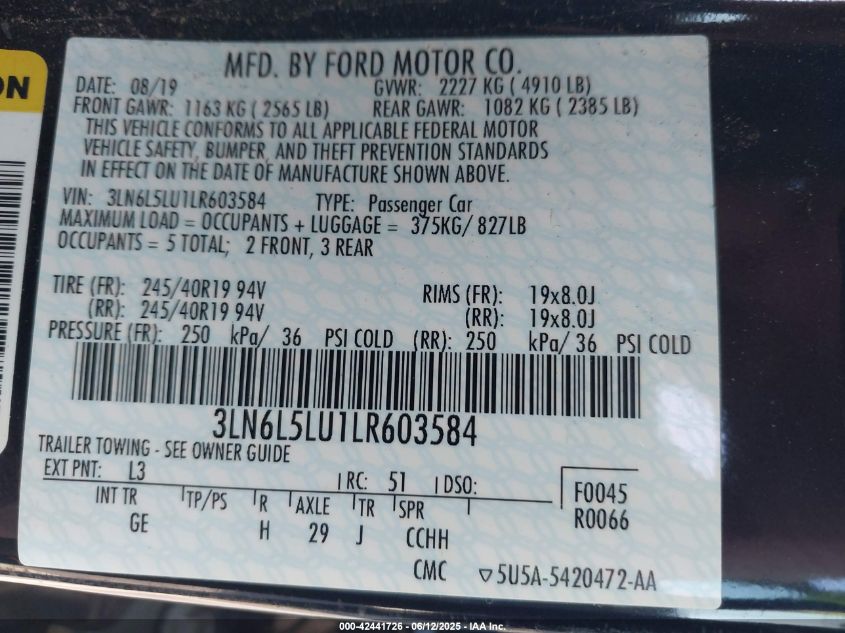 ON
MFD. BY FORD MOTOR CO.
DATE: 08/19 GVWR: 2227 KG ( 4910 LB)
FRONT GAWR: 1163 KG ( 2565 LB) REAR GAWR: 1082 KG ( 2385 LB)
THIS VEHICLE CONFORMS TO ALL APPLICABLE FEDERAL MOTOR
VEHICLE SAFETY, BUMPER, AND THEFT PREVENTION STANDARDS
IN EFFECT ON THE DATE OF MANUFACTURE SHOWN ABOVE.
VIN: 3LN6L5LU1LR603584 TYPE: Passenger Car
MAXIMUM LOAD = OCCUPANTS + LUGGAGE = 375KG/ 827LB
OCCUPANTS = 5 TOTAL; 2 FRONT, 3 REAR
TIRE (FR): 245/40R19 94V RIMS (FR): 19x8.0J
(RR): 245/40R19 94V (RR): 19x8.0J
PRESSURE (FR): 250 kPa/ 36 PSI COLD (RR): 250 kPa/ 36 PSI COLD
3LN6L5LU1LR603584
TRAILER TOWING - SEE OWNER GUIDE
EXT PNT: L3 RC: 51 DSO: F0045
INT TR TP/PS R AXLE TR SPR R0066
GE H 29 J CCHH
CMC ▽5U5A-5420472-AA
000-42441726 - 06/12/2025 - IAA Inc.